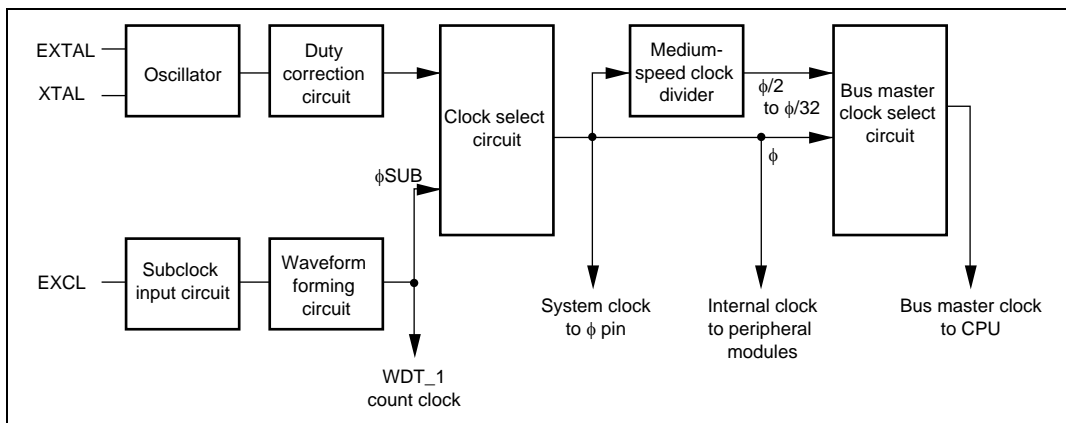 EXTAL
XTAL
Oscillator
Duty
correction
circuit
Clock select
circuit
Medium-
speed clock
divider
ϕ/2
to ϕ/32
Bus master
clock select
circuit
ϕ
ϕSUB
EXCL
Subclock
input circuit
Waveform
forming
circuit
WDT_1
count clock
System clock
to ϕ pin
Internal clock
to peripheral
modules
Bus master clock
to CPU